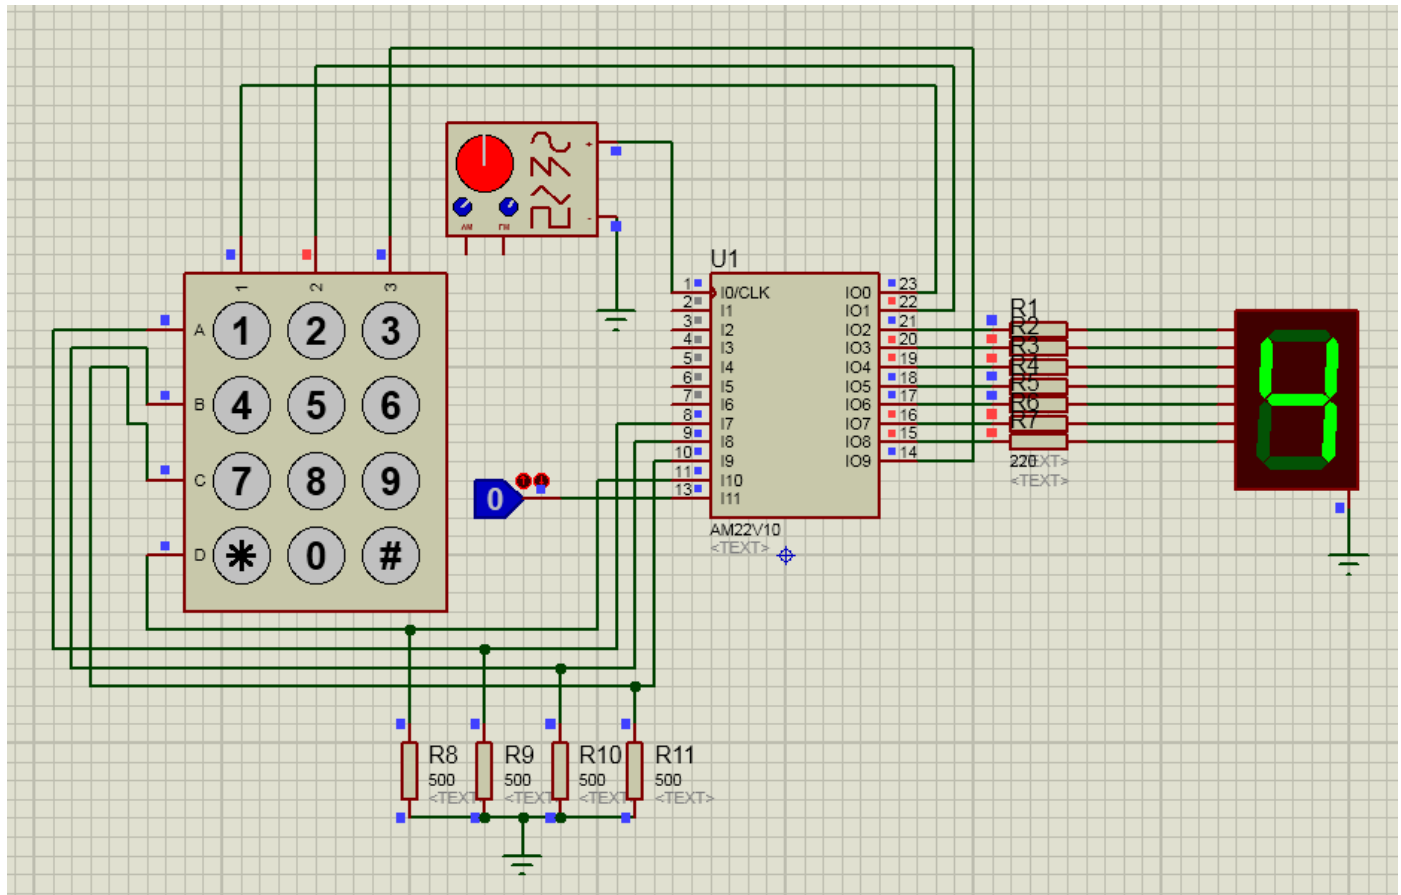 1 2 3
A 1 2 3
B 4 5 6
C 7 8 9
D * 0 #
+
-
AM FM
0
U1
1 I0/CLK IO0 23
2 I1 IO1 22
3 I2 IO2 21
4 I3 IO3 20
5 I4 IO4 19
6 I5 IO5 18
7 I6 IO6 17
8 I7 IO7 16
9 I8 IO8 15
10 I9 IO9 14
11 I10
13 I11
AM22V10
<TEXT>
R1
R2
R3
R4
R5
R6
R7
220
<TEXT>
<TEXT>
4
R8 R9 R10 R11
500 500 500 500
<TEXT> <TEXT> <TEXT> <TEXT>